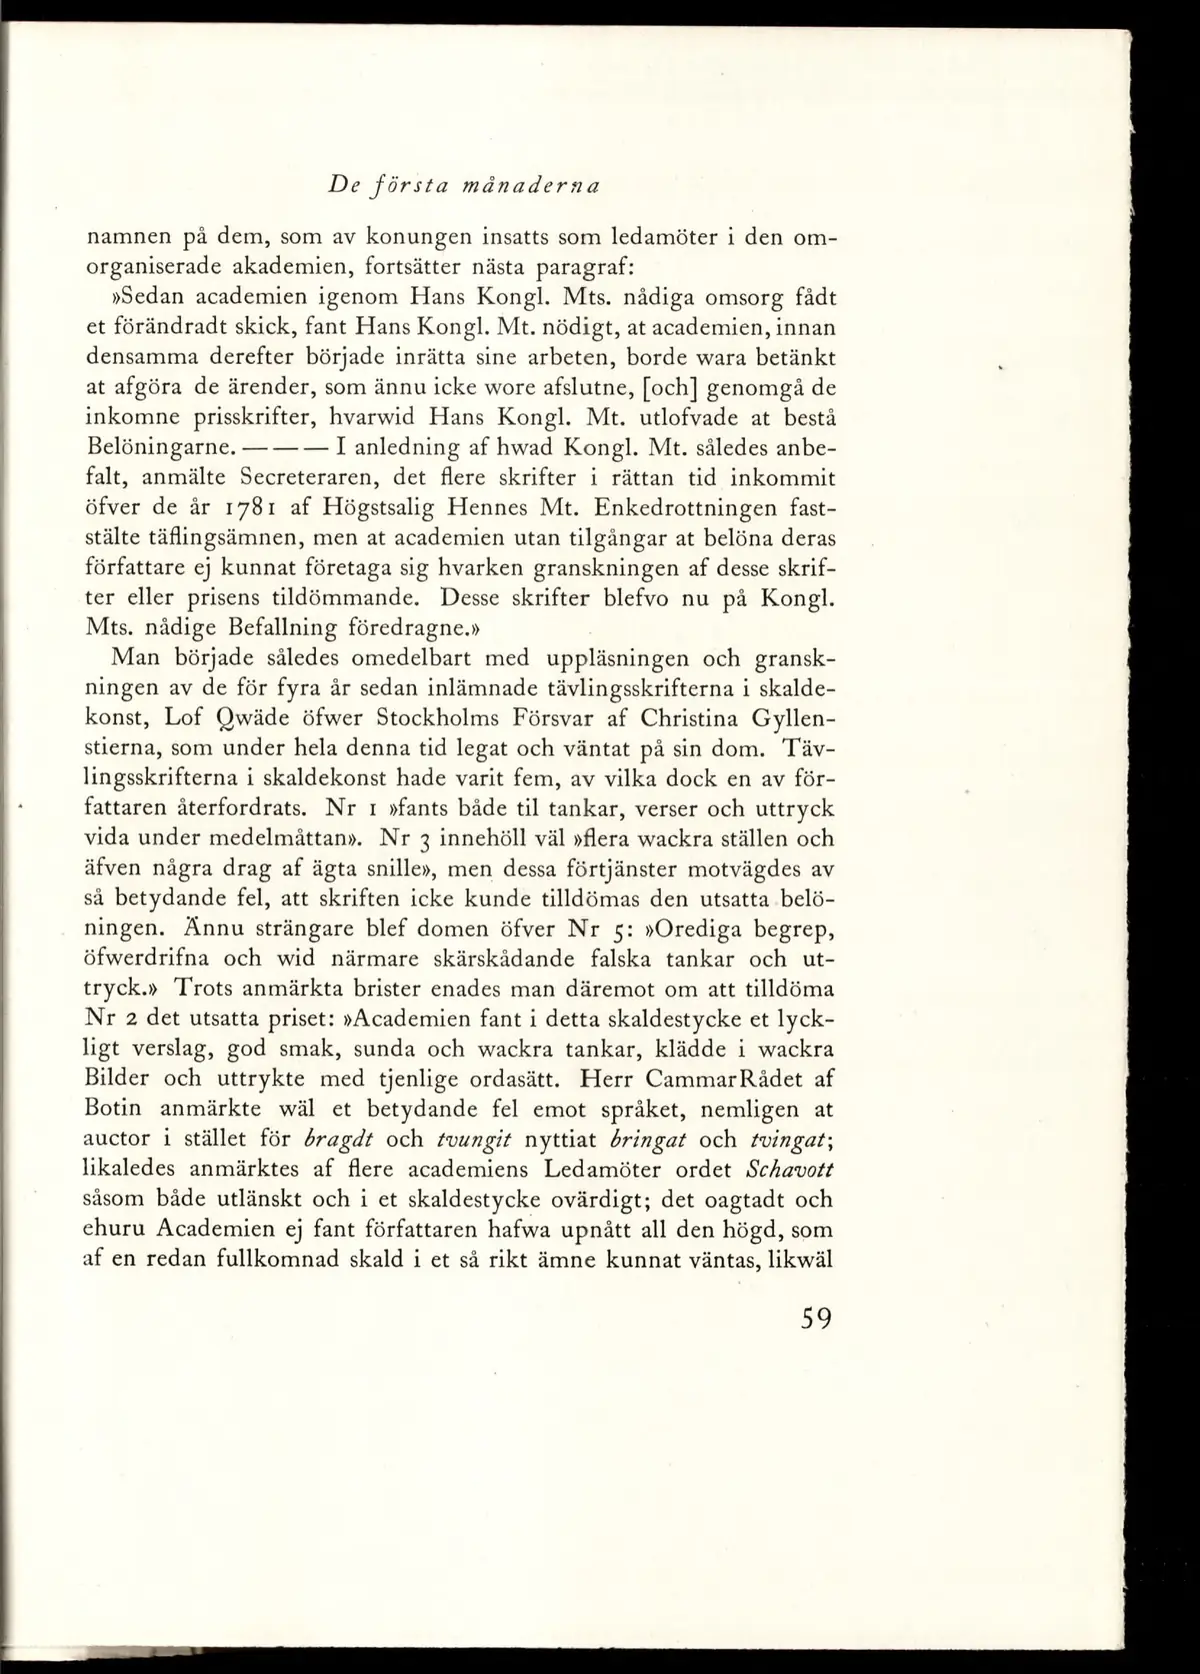 De första månaderna
namnen på dem, som av konungen insatts som ledamöter i den om-
organiserade akademien, fortsätter nästa paragraf:
»Sedan academien igenom Hans Kongl. Mts. nådiga omsorg fådt
et förändradt skick, fant Hans Kongl. Mt. nödigt, at academien, innan
densamma derefter började inrätta sine arbeten, borde wara betänkt
at afgöra de ärender, som ännu icke wore afslutne, [och] genomgå de
inkomne prisskrifter, hvarwid Hans Kongl. Mt. utlofvade at bestå
Belöningarne. — — — I anledning af hwad Kongl. Mt. således anbe-
falt, anmälte Secreteraren, det flere skrifter i rättan tid inkommit
öfver de år 1781 af Högstsalig Hennes Mt. Enkedrottningen fast-
stälte täflingsämnen, men at academien utan tilgångar at belöna deras
författare ej kunnat företaga sig hvarken granskningen af desse skrif-
ter eller prisens tildömmande. Desse skrifter blefvo nu på Kongl.
Mts. nådige Befallning föredragne.»
Man började således omedelbart med uppläsningen och gransk-
ningen av de för fyra år sedan inlämnade tävlingsskrifterna i skalde-
konst, Lof Qwäde öfwer Stockholms Försvar af Christina Gyllen-
stierna, som under hela denna tid legat och väntat på sin dom. Täv-
lingsskrifterna i skaldekonst hade varit fem, av vilka dock en av för-
fattaren återfordrats. Nr 1 »fants både til tankar, verser och uttryck
vida under medelmåttan». Nr 3 innehöll väl »flera wackra ställen och
äfven några drag af ägta snille», men dessa förtjänster motvägdes av
så betydande fel, att skriften icke kunde tilldömas den utsatta belö-
ningen. Ännu strängare blef domen öfver Nr 5: »Orediga begrep,
öfwerdrifna och wid närmare skärskådande falska tankar och ut-
tryck.» Trots anmärkta brister enades man däremot om att tilldöma
Nr 2 det utsatta priset: »Academien fant i detta skaldestycke et lyck-
ligt verslag, god smak, sunda och wackra tankar, klädde i wackra
Bilder och uttrykte med tjenlige ordasätt. Herr CammarRådet af
Botin anmärkte wäl et betydande fel emot språket, nemligen at
auctor i stället för bragdt och tvungit nyttiat bringat och tvingat;
likaledes anmärktes af flere academiens Ledamöter ordet Schavott
såsom både utlänskt och i et skaldestycke ovärdigt; det oagtadt och
ehuru Academien ej fant författaren hafwa upnått all den högd, som
af en redan fullkomnad skald i et så rikt ämne kunnat väntas, likwäl
59